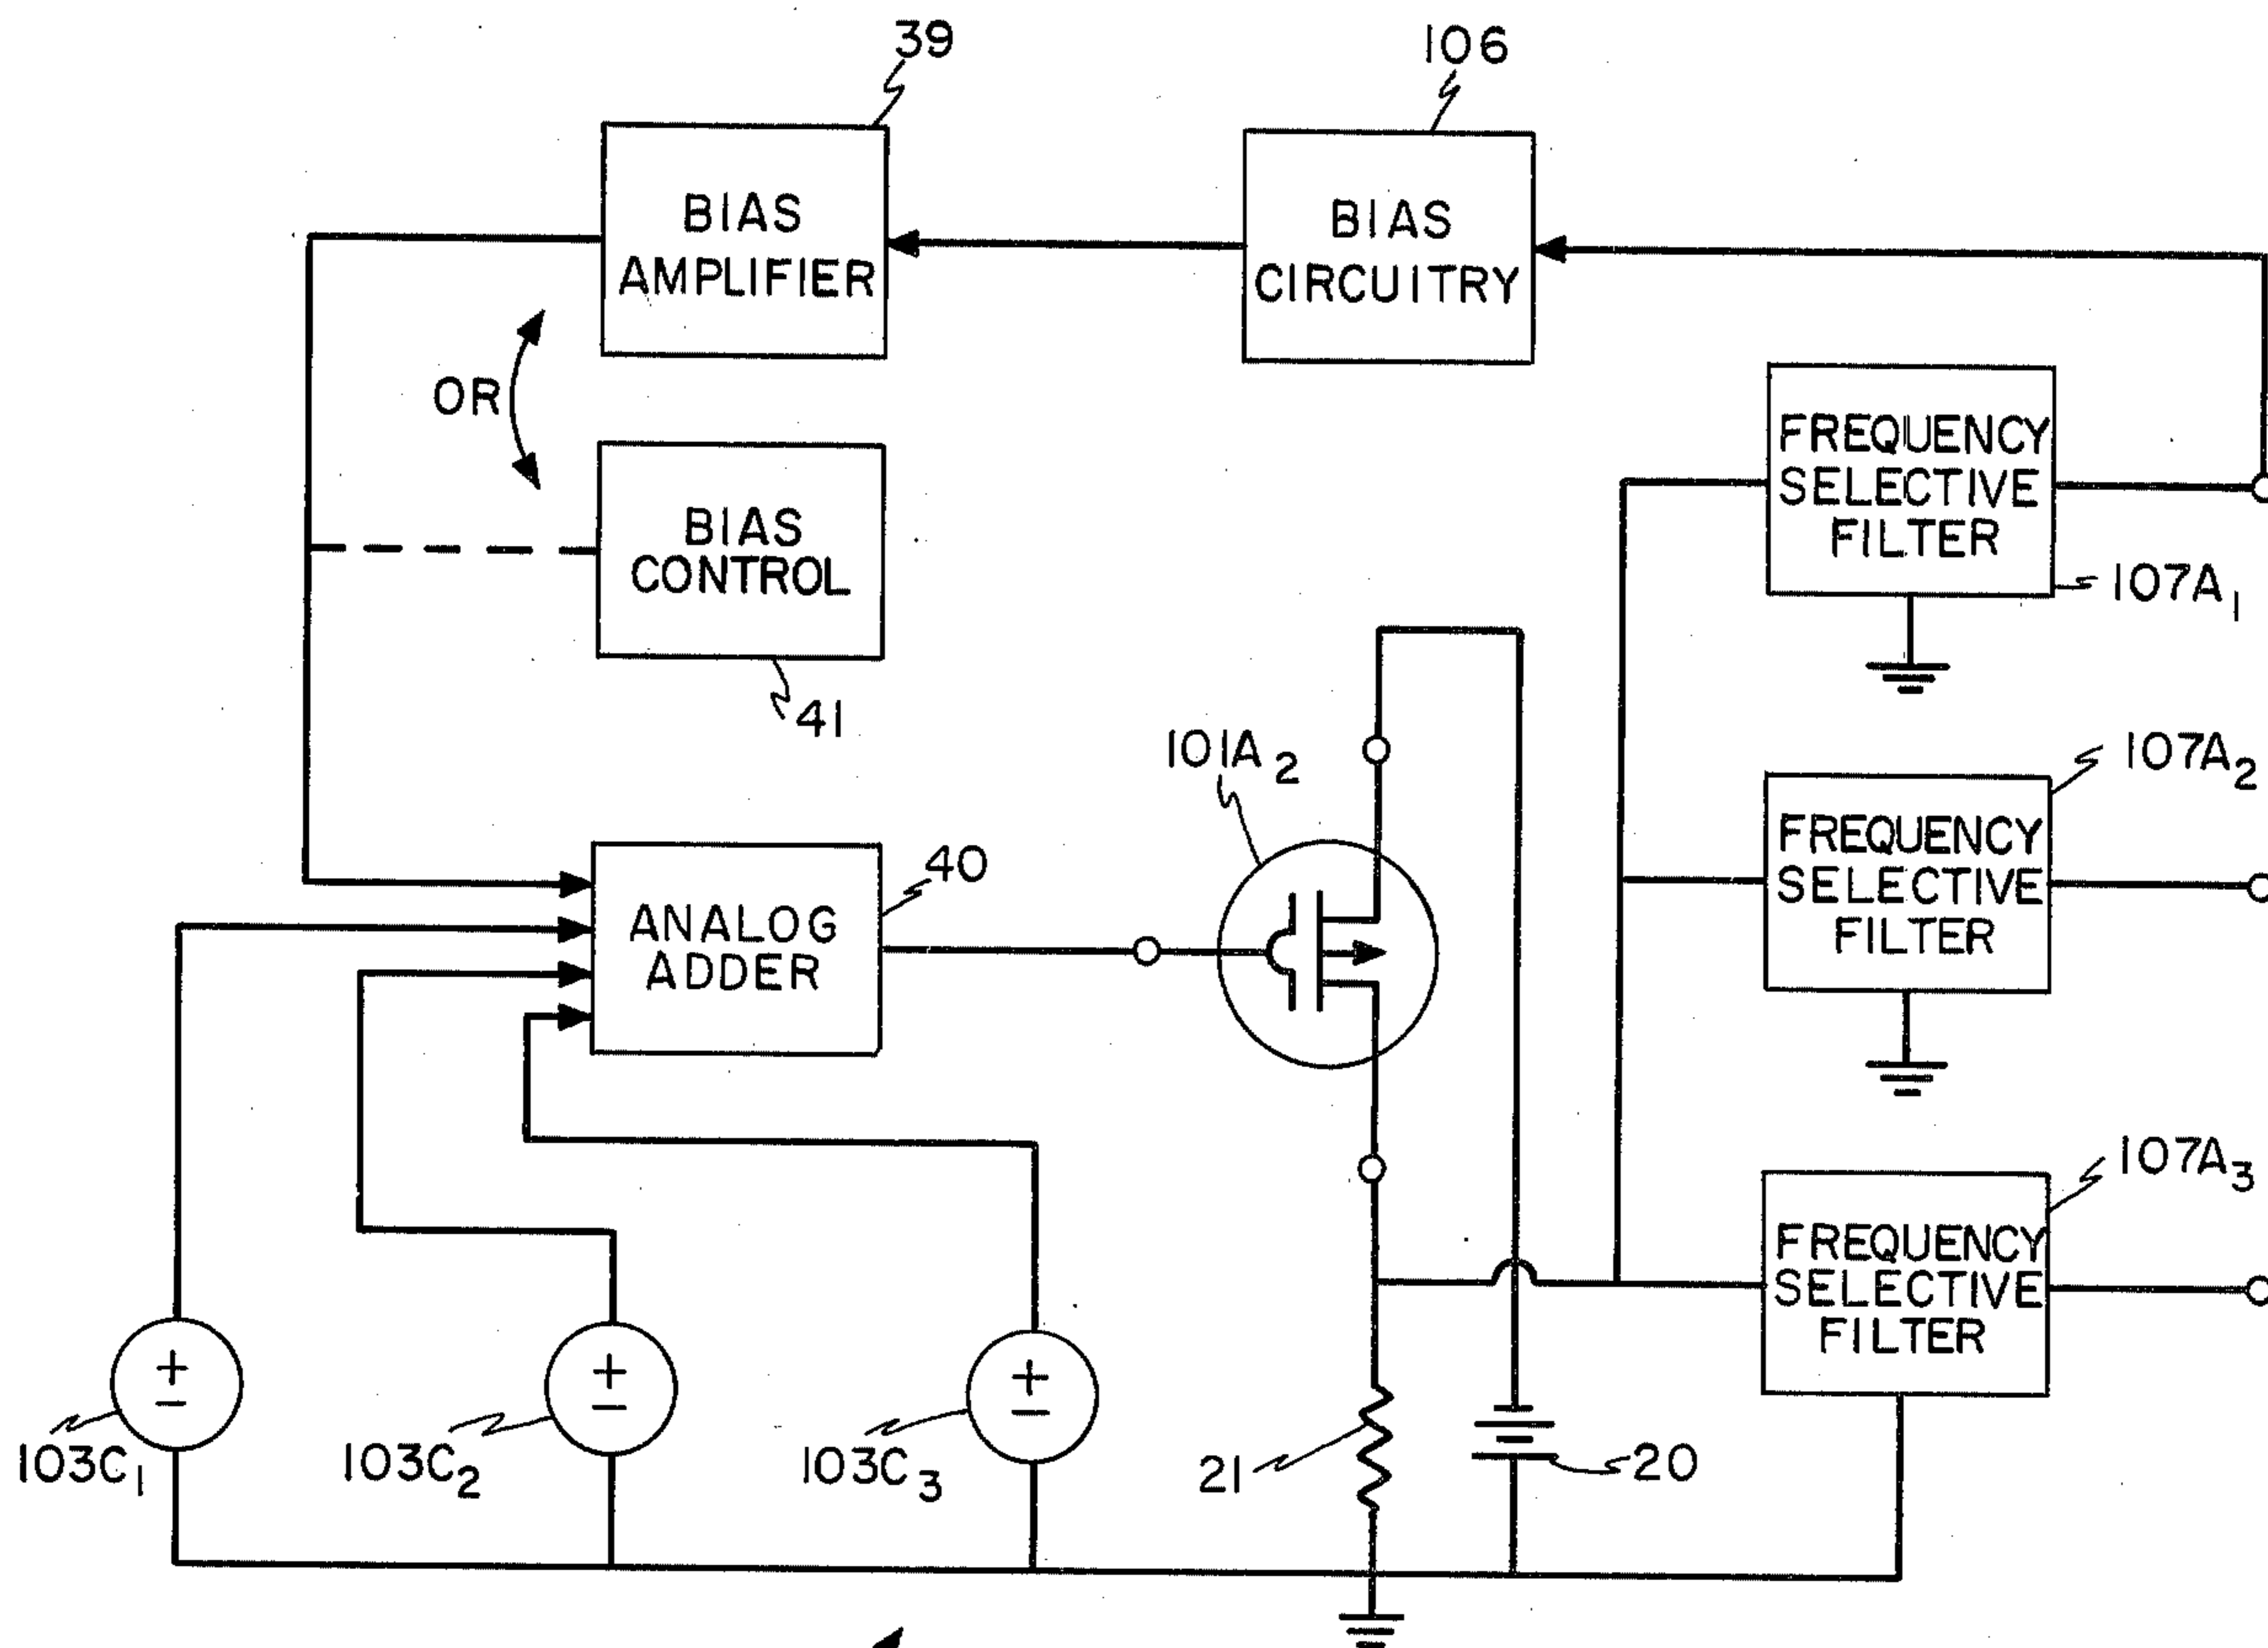 39
106
BIAS
AMPLIFIER
BIAS
CIRCUITRY
OR
FREQUENCY
SELECTIVE
FILTER
107A1
BIAS
CONTROL
41
101A2
107A2
FREQUENCY
SELECTIVE
FILTER
40
ANALOG
ADDER
107A3
FREQUENCY
SELECTIVE
FILTER
+
−
+
−
+
−
103C1
103C2
103C3
21
20